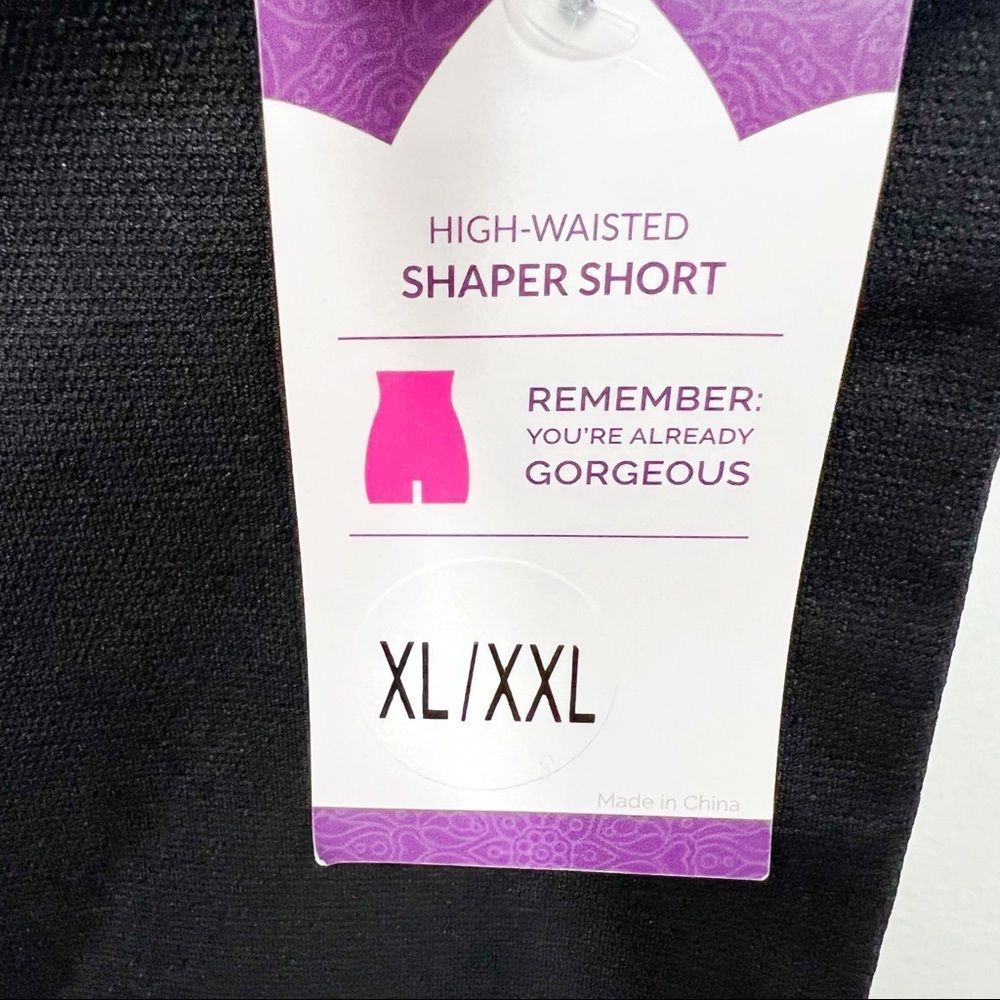 HIGH-WAISTED
SHAPER SHORT
REMEMBER:
YOU'RE ALREADY
GORGEOUS
XL/XXL
Made in China